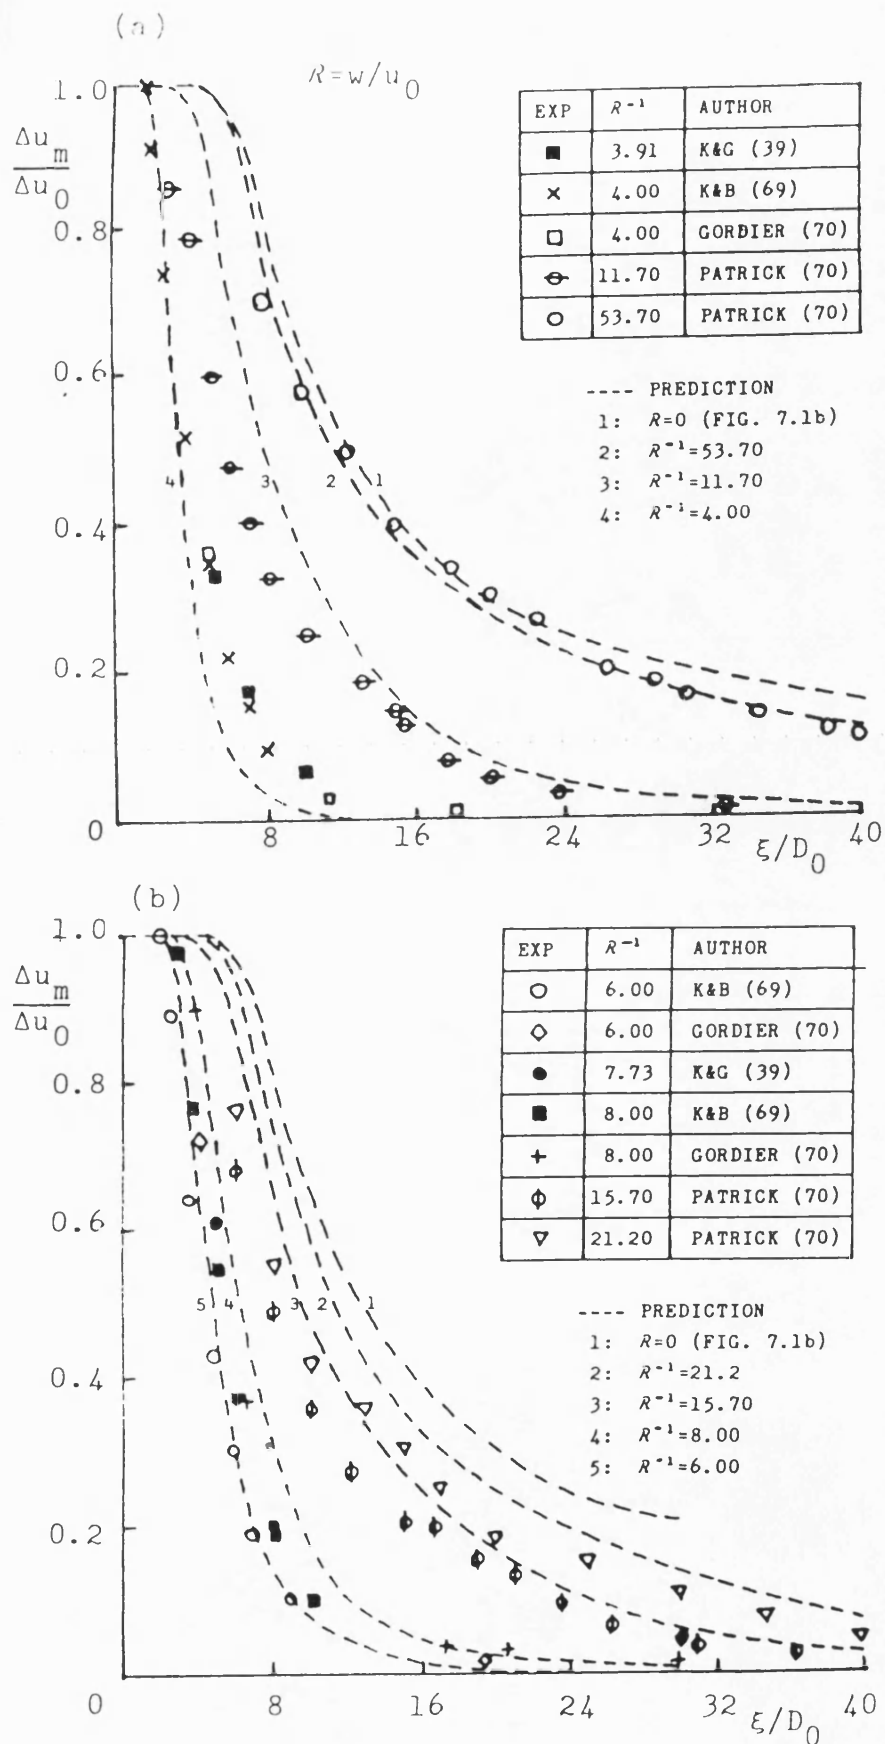 (a)
R=w/u0
1.0
Δum
Δu0
0.8
0.6
0.4
0.2
0
8
16
24
32
40
ξ/D0
EXP R⁻¹ AUTHOR
■ 3.91 K&G (39)
× 4.00 K&B (69)
□ 4.00 GORDIER (70)
⊖ 11.70 PATRICK (70)
○ 53.70 PATRICK (70)
---- PREDICTION
1: R=0 (FIG. 7.1b)
2: R⁻¹=53.70
3: R⁻¹=11.70
4: R⁻¹=4.00
4
3
2
1
(b)
1.0
Δum
Δu0
0.8
0.6
0.4
0.2
0
8
16
24
32
40
ξ/D0
EXP R⁻¹ AUTHOR
○ 6.00 K&B (69)
◇ 6.00 GORDIER (70)
● 7.73 K&G (39)
■ 8.00 K&B (69)
+ 8.00 GORDIER (70)
⌽ 15.70 PATRICK (70)
▽ 21.20 PATRICK (70)
---- PREDICTION
1: R=0 (FIG. 7.1b)
2: R⁻¹=21.2
3: R⁻¹=15.70
4: R⁻¹=8.00
5: R⁻¹=6.00
5
4
3
2
1